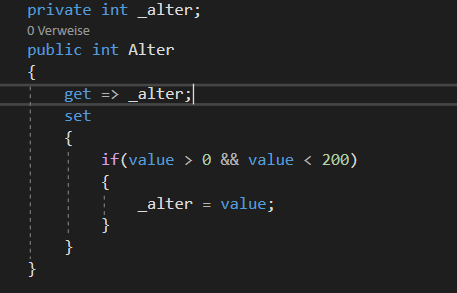 private int _alter;
0 Verweise
public int Alter
{
get => _alter;
set
{
if(value > 0 && value < 200)
{
_alter = value;
}
}
}